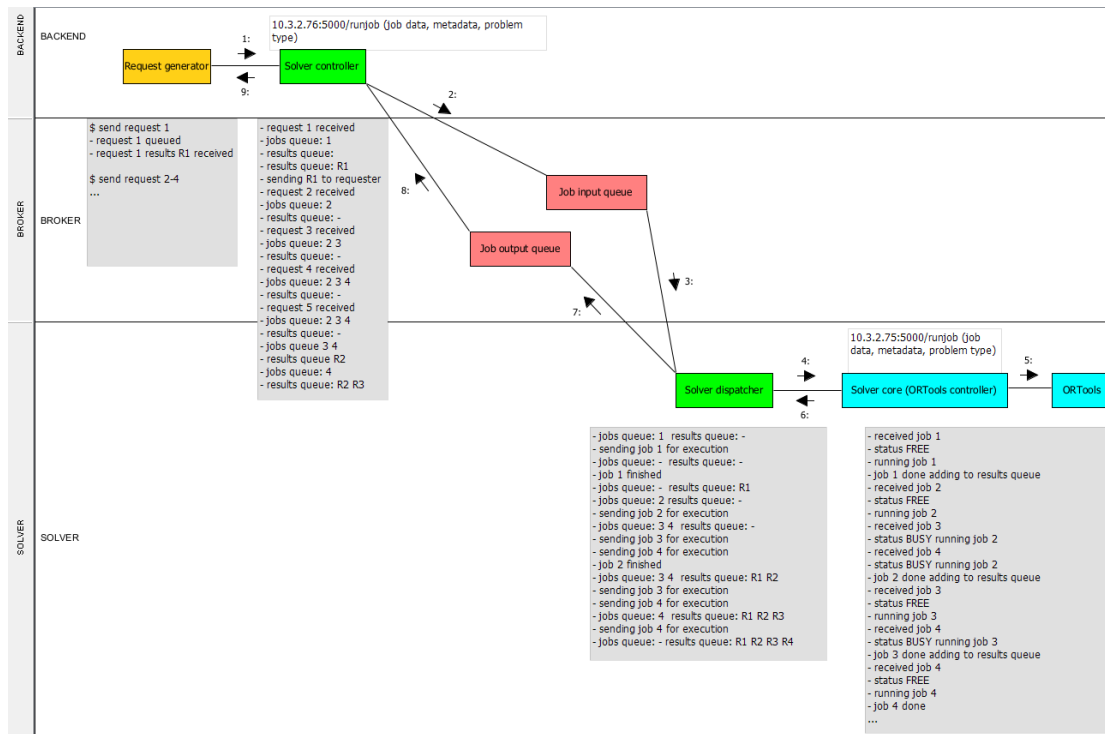 BACKEND
BACKEND
10.3.2.76:5000/runjob (job data, metadata, problem
type)
1:
Request generator
Solver controller
9:
2:
BROKER
BROKER
$ send request 1
- request 1 queued
- request 1 results R1 received
$ send request 2-4
...
- request 1 received
- jobs queue: 1
- results queue:
- results queue: R1
- sending R1 to requester
- request 2 received
- jobs queue: 2
- results queue: -
- request 3 received
- jobs queue: 2 3
- results queue: -
- request 4 received
- jobs queue: 2 3 4
- results queue: -
- request 5 received
- jobs queue: 2 3 4
- results queue: -
- jobs queue 3 4
- results queue R2
- jobs queue: 4
- results queue: R2 R3
8:
Job input queue
Job output queue
3:
7:
SOLVER
SOLVER
10.3.2.75:5000/runjob (job
data, metadata, problem type)
4:
5:
Solver dispatcher
Solver core (ORTools controller)
ORTools
6:
- jobs queue: 1  results queue: -
- sending job 1 for execution
- jobs queue: -  results queue: -
- job 1 finished
- jobs queue: -  results queue: R1
- jobs queue: 2 results queue: -
- sending job 2 for execution
- jobs queue: 3 4  results queue: -
- sending job 3 for execution
- sending job 4 for execution
- job 2 finished
- jobs queue: 3 4  results queue: R1 R2
- sending job 3 for execution
- sending job 4 for execution
- jobs queue: 4  results queue: R1 R2 R3
- sending job 4 for execution
- jobs queue: - results queue: R1 R2 R3 R4
- received job 1
- status FREE
- running job 1
- job 1 done adding to results queue
- received job 2
- status FREE
- running job 2
- received job 3
- status BUSY running job 2
- received job 4
- status BUSY running job 2
- job 2 done adding to results queue
- received job 3
- status FREE
- running job 3
- received job 4
- status BUSY running job 3
- job 3 done adding to results queue
- received job 4
- status FREE
- running job 4
- job 4 done
...